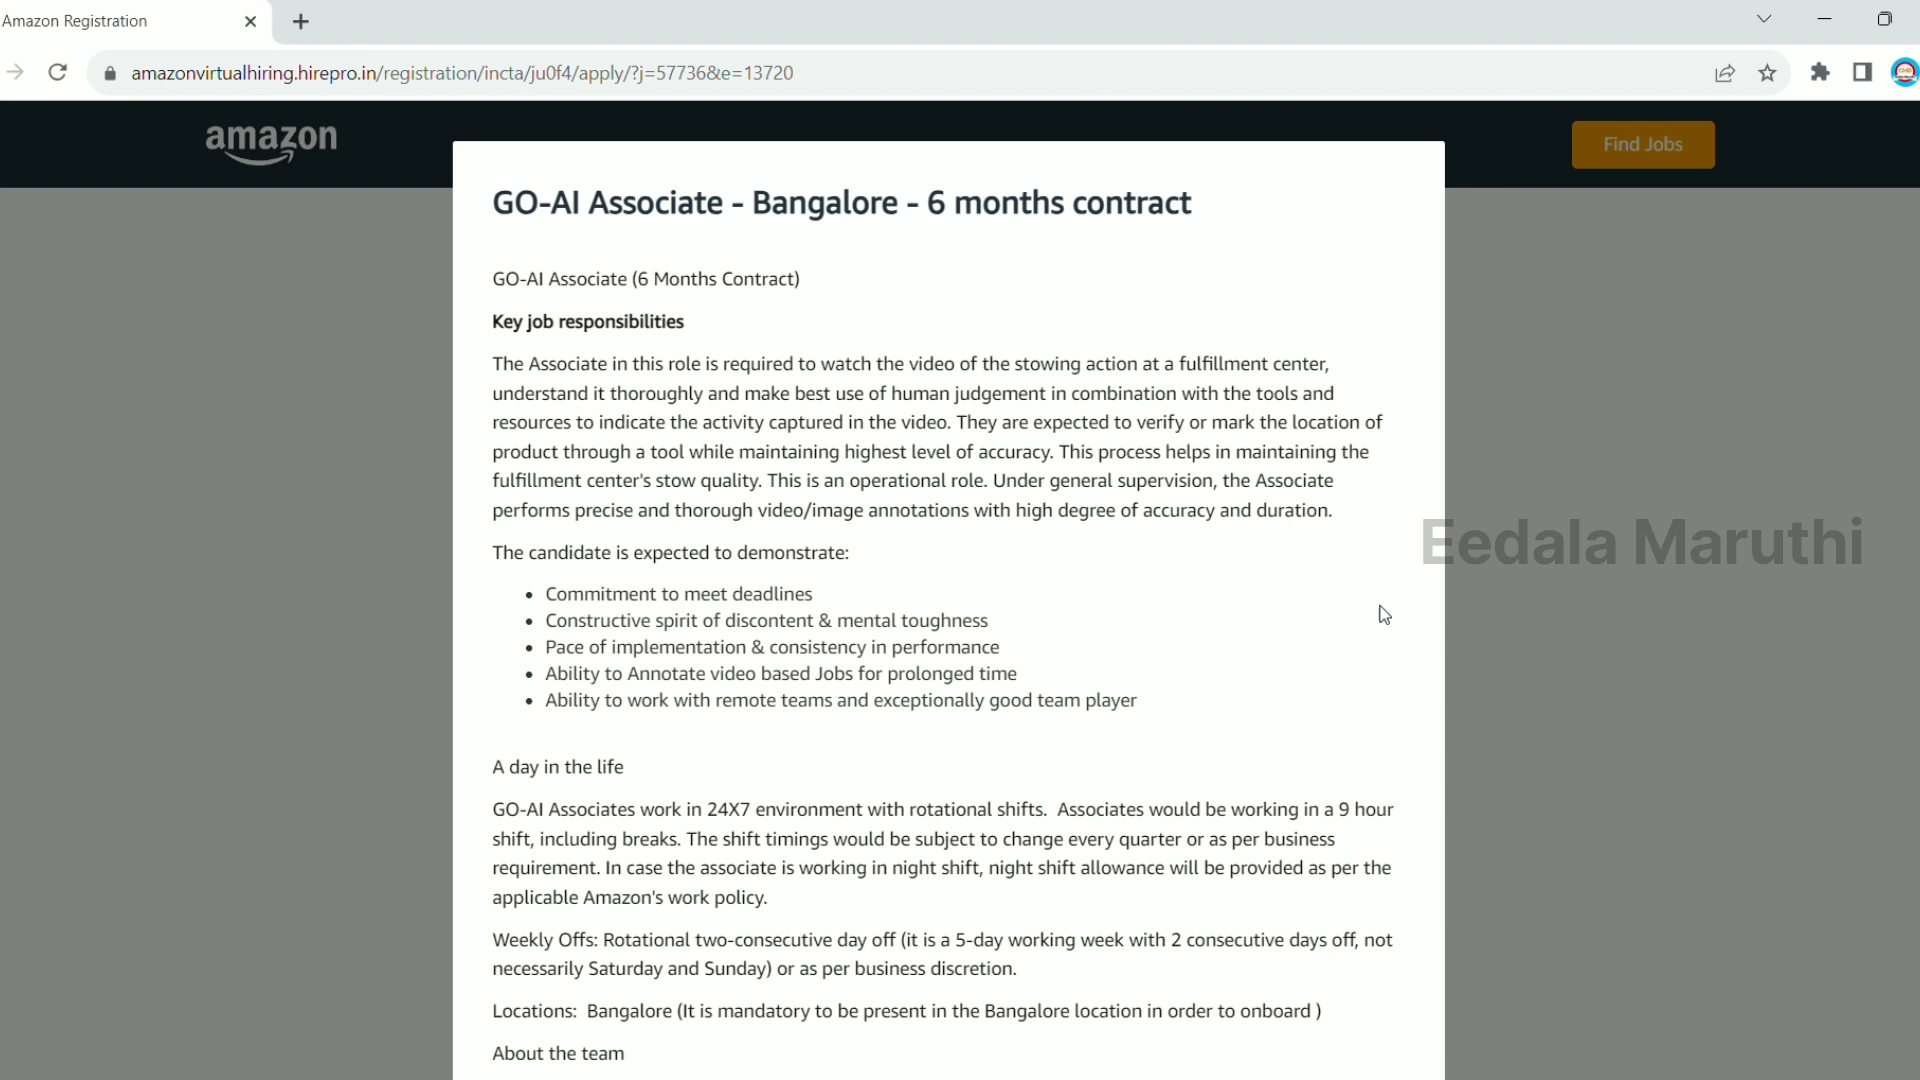 Amazon Registration
amazonvirtualhiring.hirepro.in/registration/incta/ju0f4/apply/?j=57736&e=13720
amazon
Find Jobs
GO-AI Associate - Bangalore - 6 months contract
GO-AI Associate (6 Months Contract)
Key job responsibilities
The Associate in this role is required to watch the video of the stowing action at a fulfillment center,
understand it thoroughly and make best use of human judgement in combination with the tools and
resources to indicate the activity captured in the video. They are expected to verify or mark the location of
product through a tool while maintaining highest level of accuracy. This process helps in maintaining the
fulfillment center's stow quality. This is an operational role. Under general supervision, the Associate
performs precise and thorough video/image annotations with high degree of accuracy and duration.
Eedala Maruthi
The candidate is expected to demonstrate:
• Commitment to meet deadlines
• Constructive spirit of discontent & mental toughness
• Pace of implementation & consistency in performance
• Ability to Annotate video based Jobs for prolonged time
• Ability to work with remote teams and exceptionally good team player
A day in the life
GO-AI Associates work in 24X7 environment with rotational shifts. Associates would be working in a 9 hour
shift, including breaks. The shift timings would be subject to change every quarter or as per business
requirement. In case the associate is working in night shift, night shift allowance will be provided as per the
applicable Amazon's work policy.
Weekly Offs: Rotational two-consecutive day off (it is a 5-day working week with 2 consecutive days off, not
necessarily Saturday and Sunday) or as per business discretion.
Locations: Bangalore (It is mandatory to be present in the Bangalore location in order to onboard )
About the team